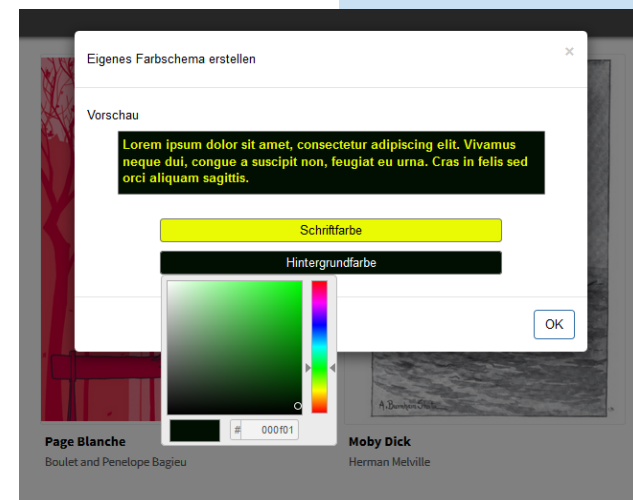 Eigenes Farbschema erstellen
×
Vorschau
Lorem ipsum dolor sit amet, consectetur adipiscing elit. Vivamus
neque dui, congue a suscipit non, feugiat eu urna. Cras in felis sed
orci aliquam sagittis.
Schriftfarbe
Hintergrundfarbe
OK
# 000f01
Page Blanche
Boulet and Penelope Bagieu
Moby Dick
Herman Melville